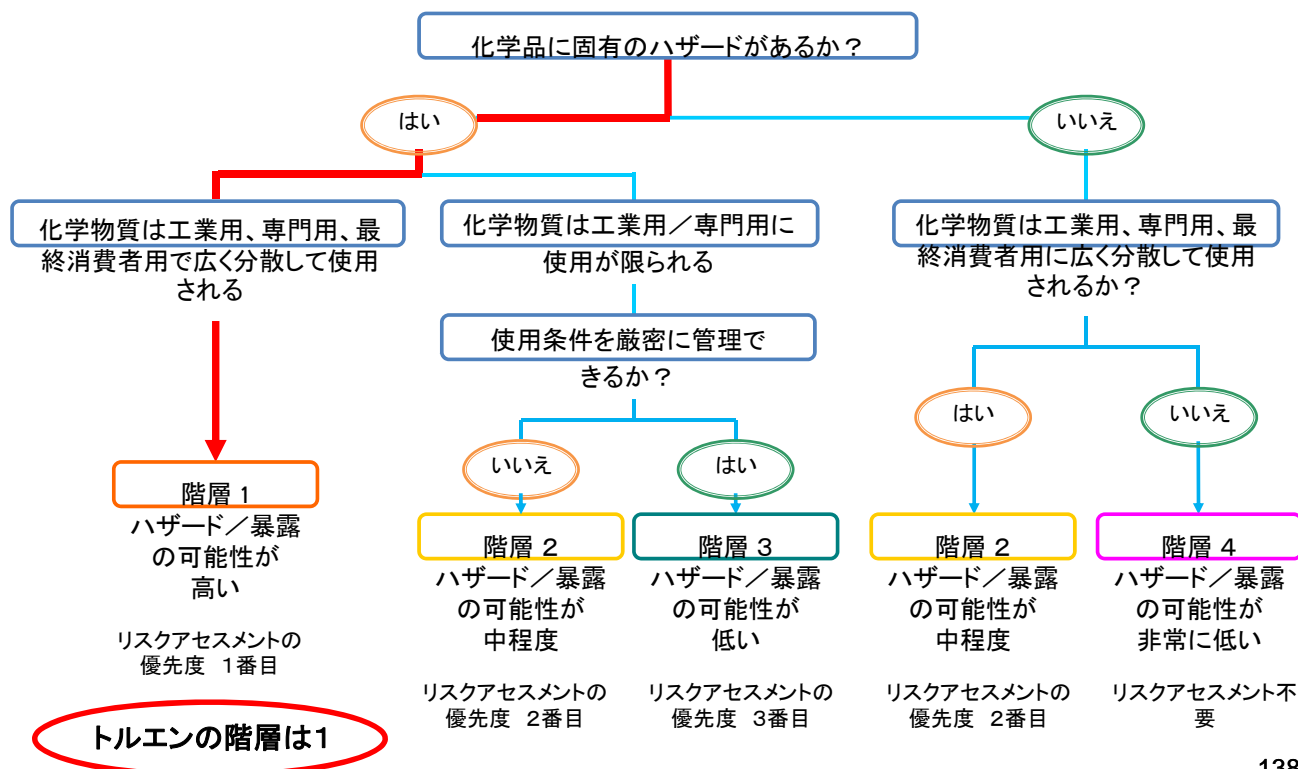 化学品に固有のハザードがあるか？
はい
いいえ
化学物質は工業用、専門用、最
終消費者用で広く分散して使用
される
化学物質は工業用／専門用に
使用が限られる
化学物質は工業用、専門用、最
終消費者用に広く分散して使用
されるか？
使用条件を厳密に管理で
きるか？
いいえ
はい
はい
いいえ
階層 1
ハザード／暴露
の可能性が
高い
リスクアセスメントの
優先度 1番目
階層 2
ハザード／暴露
の可能性が
中程度
リスクアセスメントの
優先度 2番目
階層 3
ハザード／暴露
の可能性が
低い
リスクアセスメントの
優先度 3番目
階層 2
ハザード／暴露
の可能性が
中程度
リスクアセスメントの
優先度 2番目
階層 4
ハザード／暴露
の可能性が
非常に低い
リスクアセスメント不
要
トルエンの階層は1
138